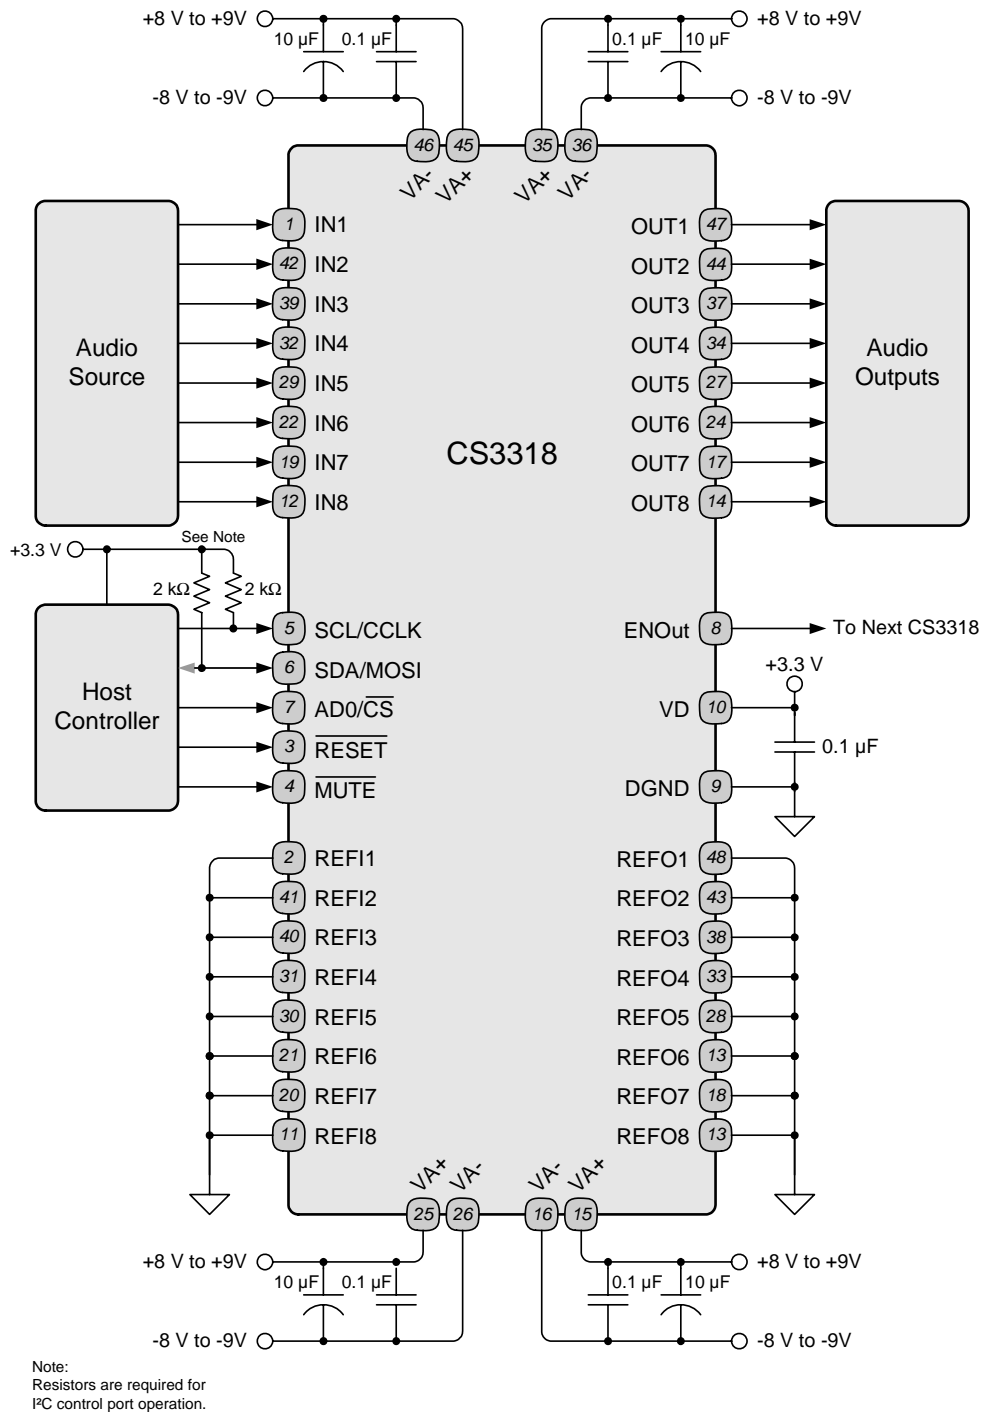 +8 V to +9V
10 µF
0.1 µF
-8 V to -9V
+8 V to +9V
0.1 µF
10 µF
-8 V to -9V
46
45
35
36
VA-
VA+
VA+
VA-
Audio
Source
1 IN1
42 IN2
39 IN3
32 IN4
29 IN5
22 IN6
19 IN7
12 IN8
CS3318
OUT1 47
OUT2 44
OUT3 37
OUT4 34
OUT5 27
OUT6 24
OUT7 17
OUT8 14
Audio
Outputs
+3.3 V
See Note
2 kΩ
2 kΩ
Host
Controller
5 SCL/CCLK
6 SDA/MOSI
7 AD0/CS
3 RESET
4 MUTE
ENOut 8
To Next CS3318
+3.3 V
VD 10
0.1 µF
DGND 9
2 REFI1
41 REFI2
40 REFI3
31 REFI4
30 REFI5
21 REFI6
20 REFI7
11 REFI8
REFO1 48
REFO2 43
REFO3 38
REFO4 33
REFO5 28
REFO6 13
REFO7 18
REFO8 13
VA+
VA-
VA-
VA+
25
26
16
15
+8 V to +9V
10 µF
0.1 µF
-8 V to -9V
+8 V to +9V
0.1 µF
10 µF
-8 V to -9V
Note:
Resistors are required for
I²C control port operation.